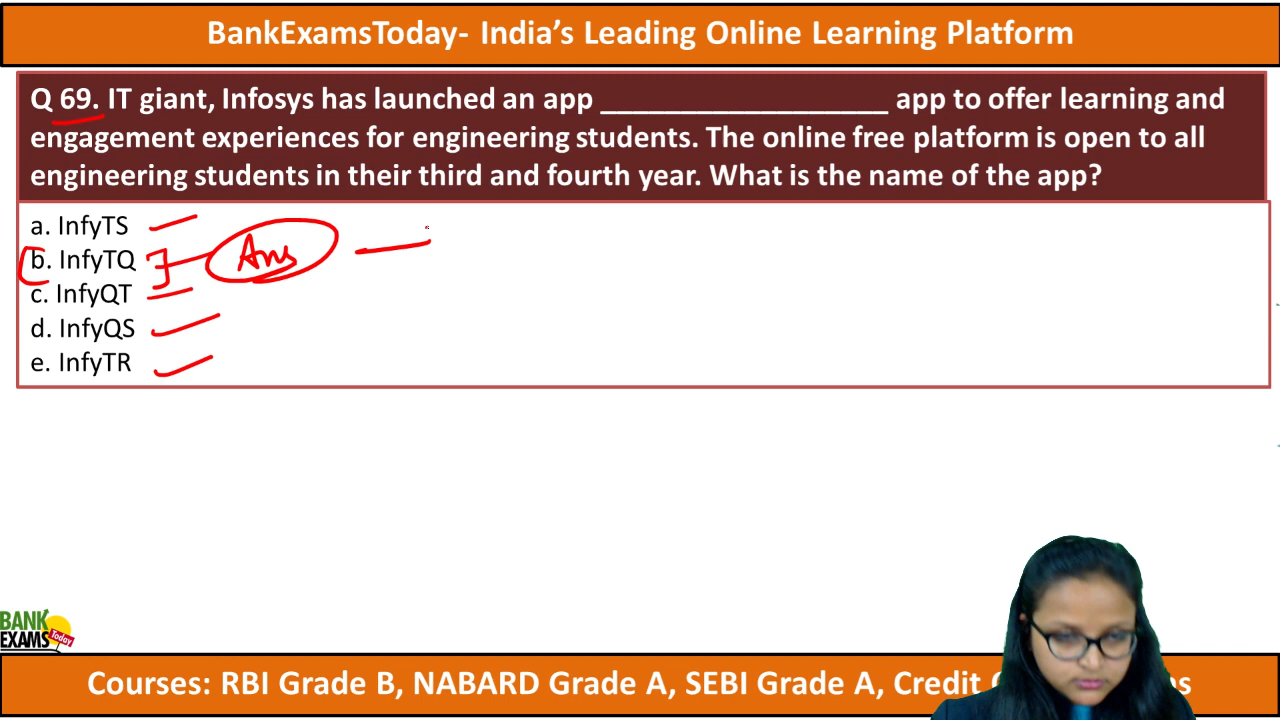 BankExamsToday- India's Leading Online Learning Platform
Q 69. IT giant, Infosys has launched an app ____________________ app to offer learning and
engagement experiences for engineering students. The online free platform is open to all
engineering students in their third and fourth year. What is the name of the app?
a. InfyTS
b. InfyTQ
Ans
c. InfyQT
d. InfyQS
e. InfyTR
BANK
EXAMS
Today
Courses: RBI Grade B, NABARD Grade A, SEBI Grade A, Credit